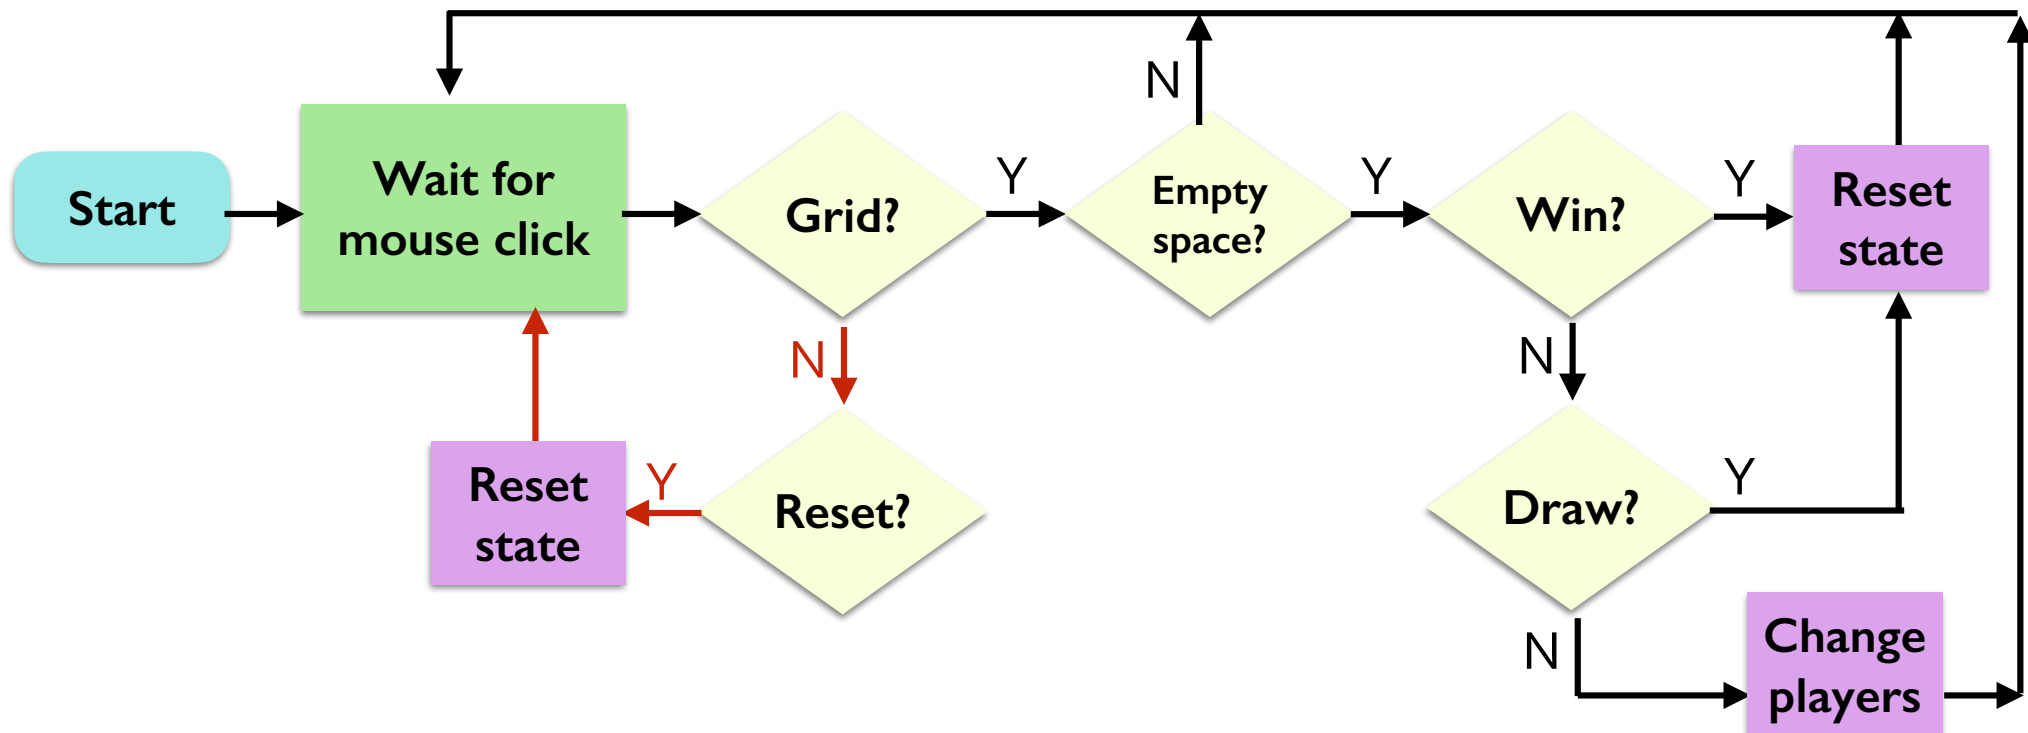 Start
Wait for
mouse click
Grid?
Y
Empty
space?
N
Y
Win?
Y
Reset
state
N
N
Reset
state
Y
Reset?
Draw?
Y
N
Change
players